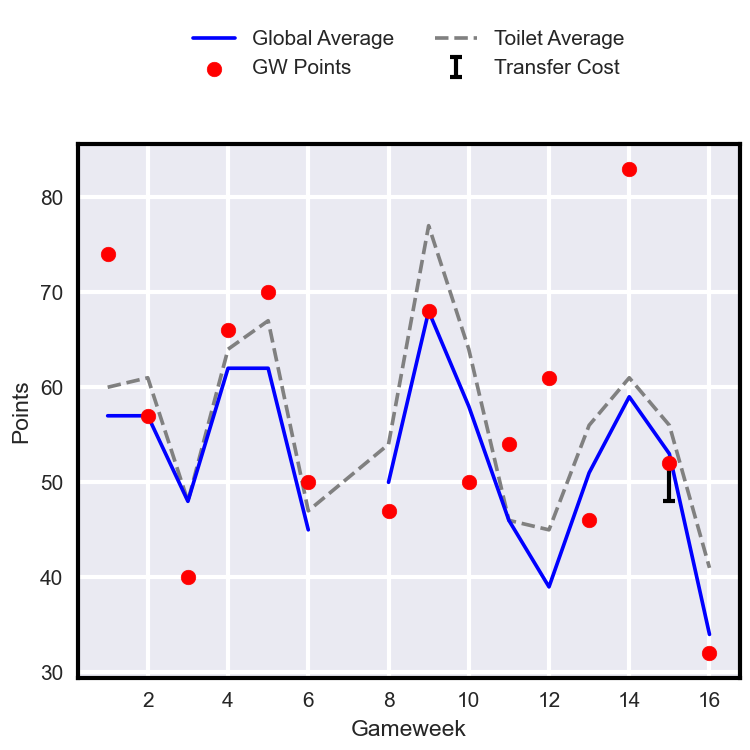 Global Average
Toilet Average
GW Points
Transfer Cost
80
70
60
50
40
30
Points
2 4 6 8 10 12 14 16
Gameweek